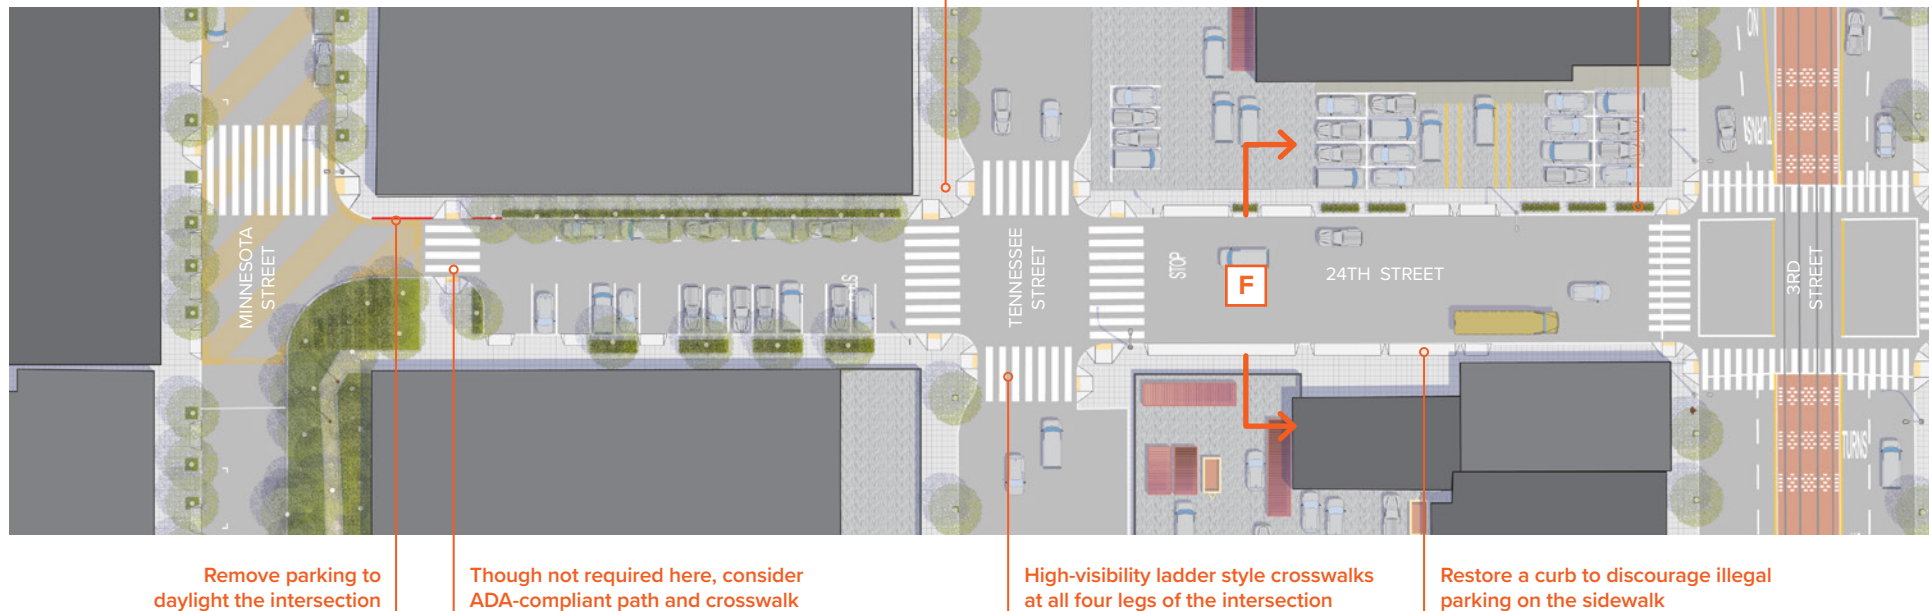 NO
TURNS
MINNESOTA
STREET
TENNESSEE
STREET
STOP
F
24TH STREET
3RD
STREET
TURNS
Remove parking to
daylight the intersection
Though not required here, consider
ADA-compliant path and crosswalk
High-visibility ladder style crosswalks
at all four legs of the intersection
Restore a curb to discourage illegal
parking on the sidewalk